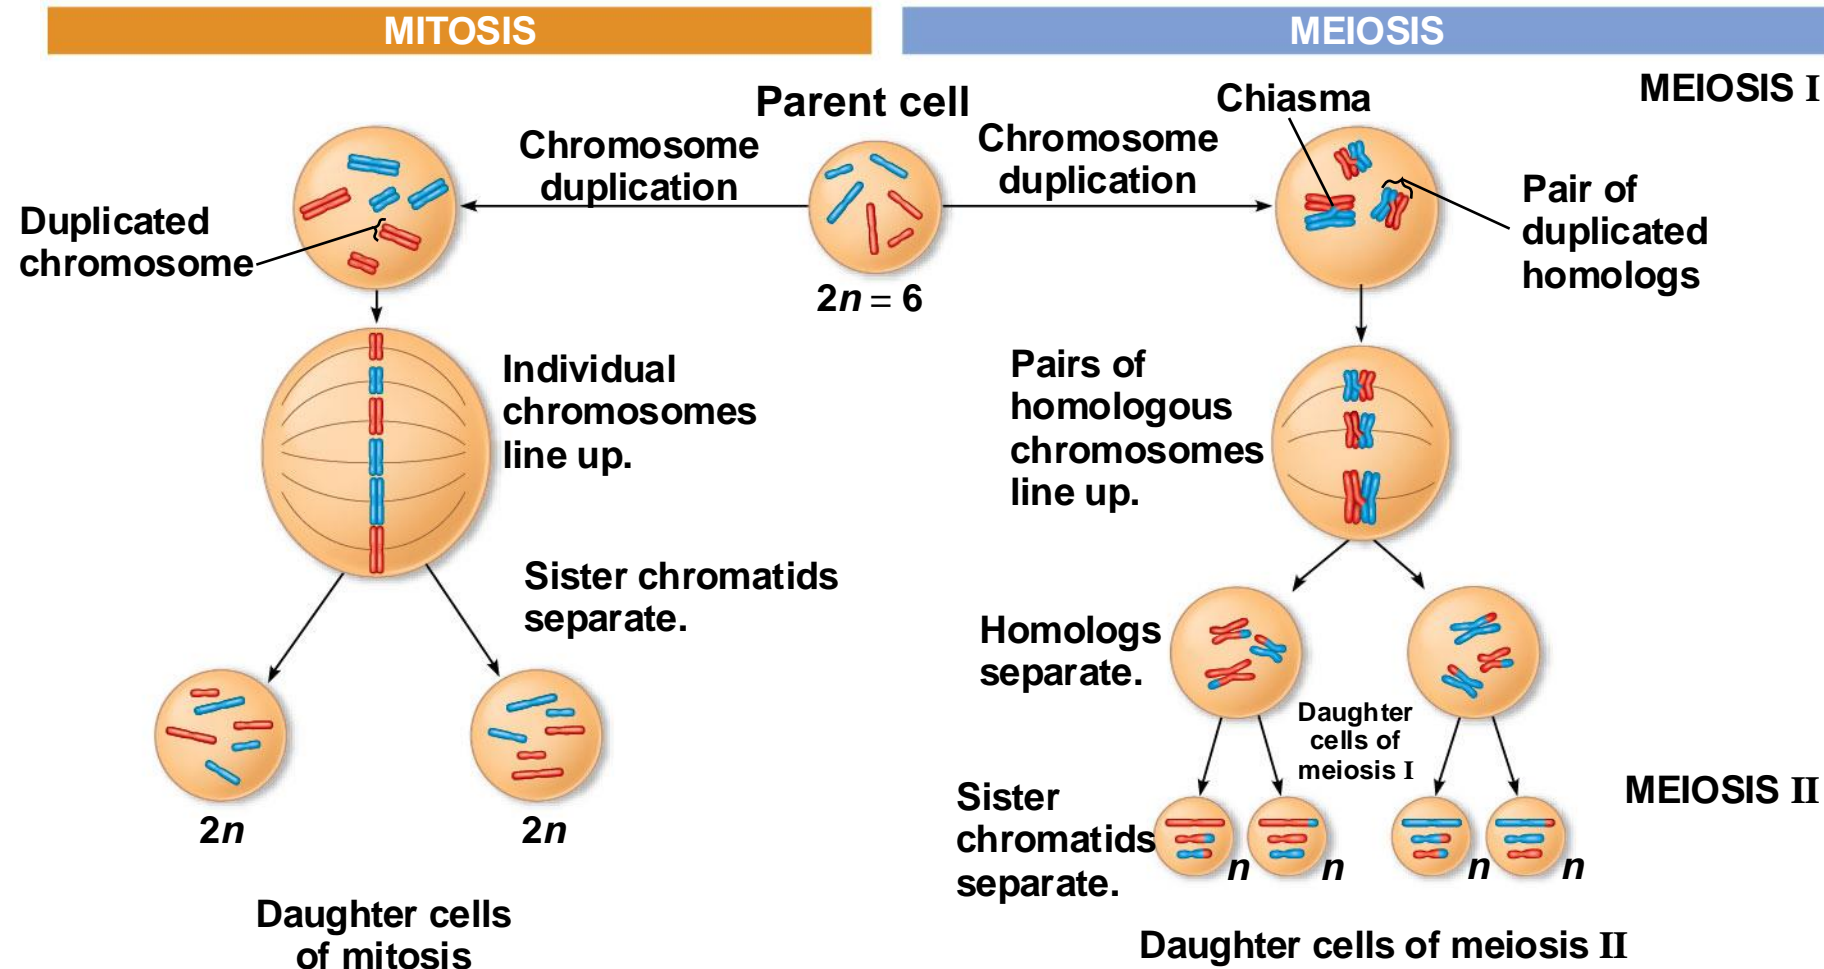 MITOSIS
MEIOSIS
MEIOSIS I
Parent cell
Chiasma
Chromosome
duplication
Chromosome
duplication
Duplicated
chromosome
2n = 6
Pair of
duplicated
homologs
Individual
chromosomes
line up.
Pairs of
homologous
chromosomes
line up.
Sister chromatids
separate.
Homologs
separate.
Daughter
cells of
meiosis I
MEIOSIS II
Sister
chromatids
separate.
2n
2n
n
n
n
n
Daughter cells
of mitosis
Daughter cells of meiosis II